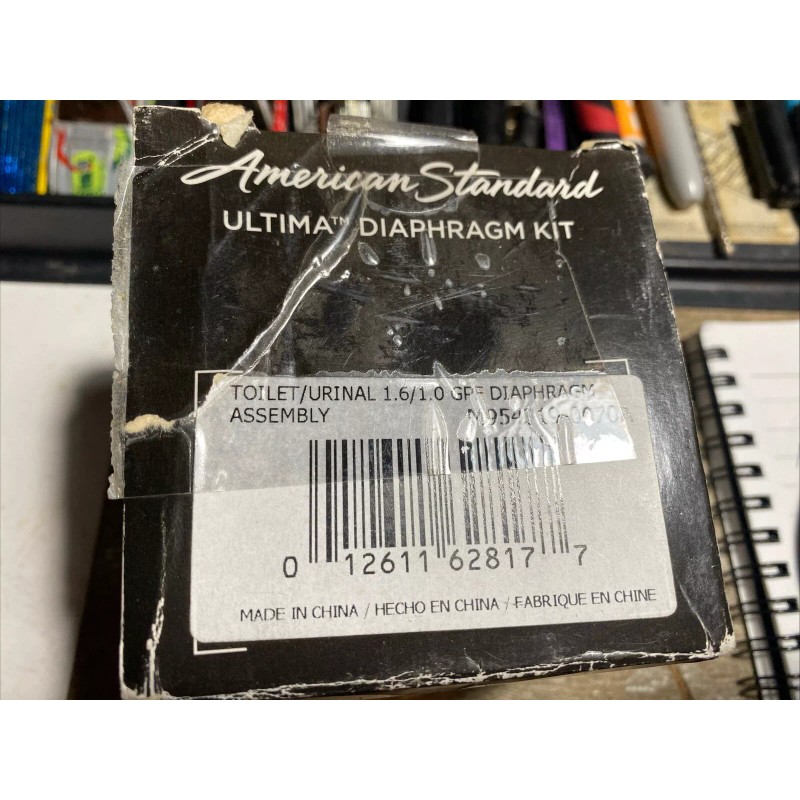 American Standard
ULTIMA™ DIAPHRAGM KIT
TOILET/URINAL 1.6/1.0 GPF DIAPHRAGM
ASSEMBLY
0 12611 62817 7
MADE IN CHINA / HECHO EN CHINA / FABRIQUE EN CHINE